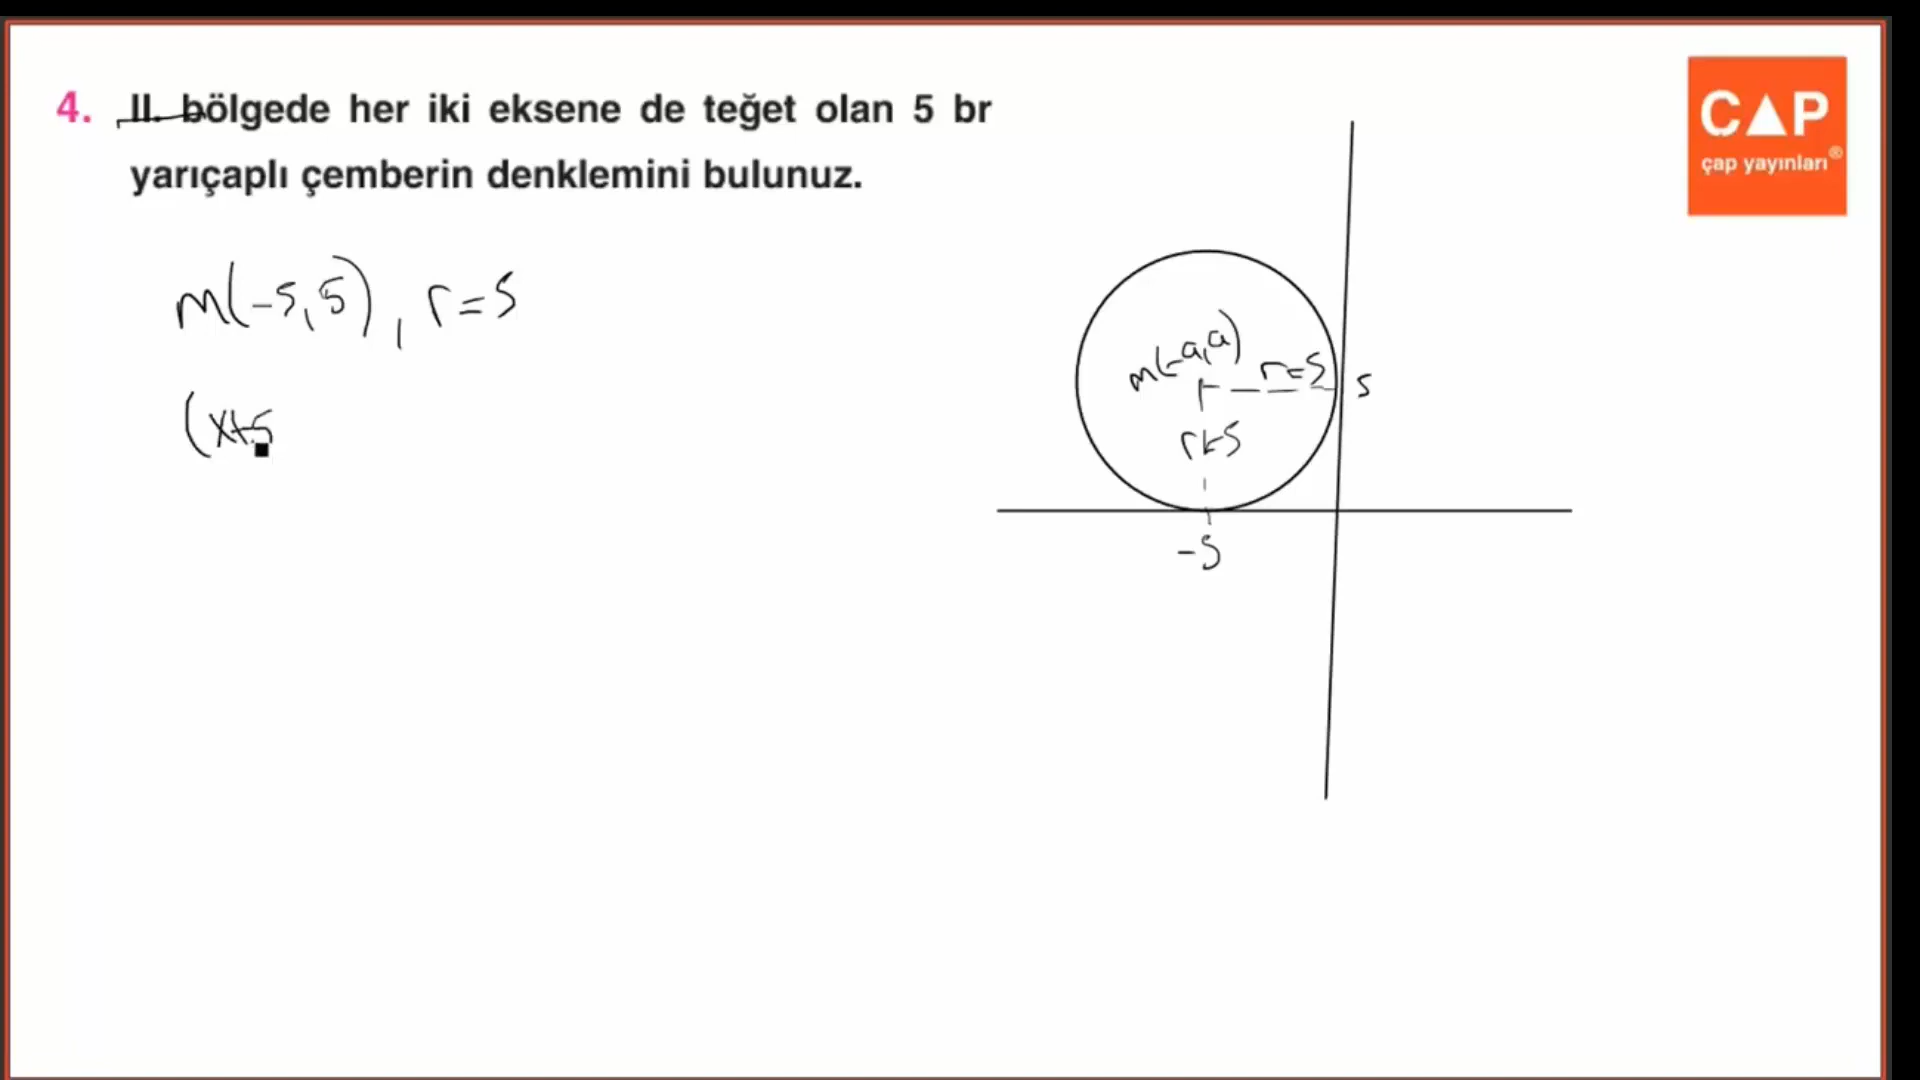 4. II. bölgede her iki eksene de teğet olan 5 br
yarıçaplı çemberin denklemini bulunuz.
CAP
çap yayınları®
m(-5,5), r=5
(x+5
m(-a,a)
r=5
5
r=5
-5